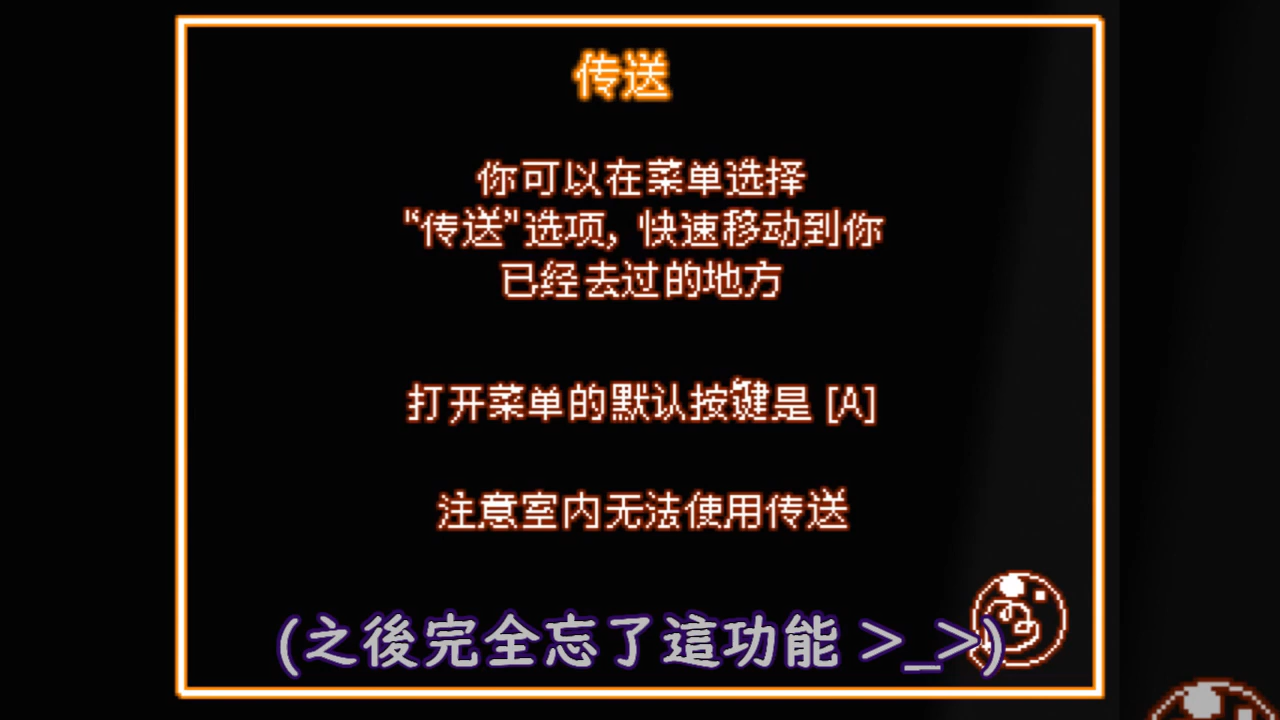 传送
你可以在菜单选择
“传送”选项，快速移动到你
已经去过的地方
打开菜单的默认按键是 [A]
注意室内无法使用传送
(之後完全忘了這功能 >_>)